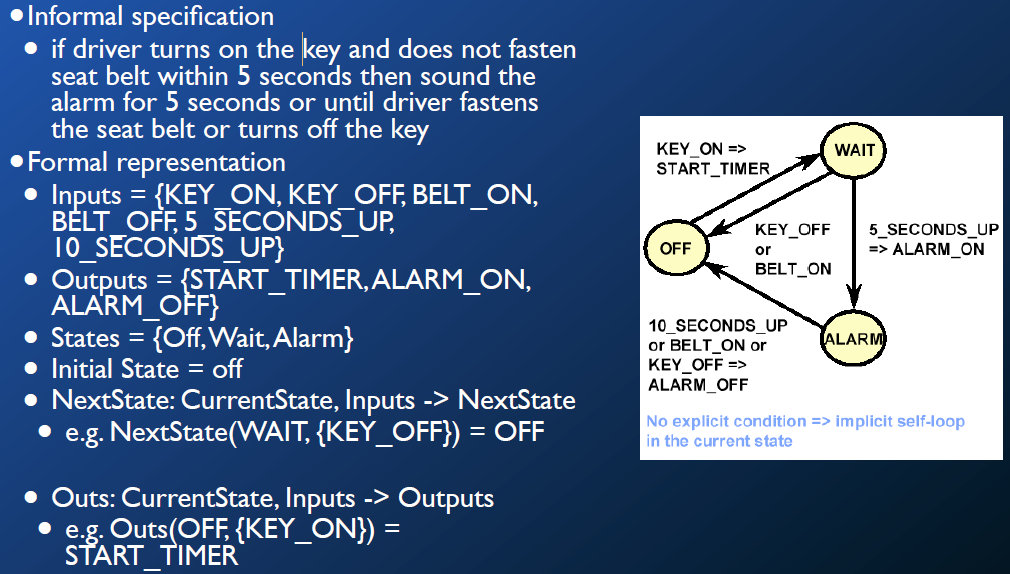 •Informal specification
• if driver turns on the key and does not fasten
seat belt within 5 seconds then sound the
alarm for 5 seconds or until driver fastens
the seat belt or turns off the key
•Formal representation
• Inputs = {KEY_ON, KEY_OFF, BELT_ON,
BELT_OFF, 5_SECONDS_UP,
10_SECONDS_UP}
• Outputs = {START_TIMER, ALARM_ON,
ALARM_OFF}
• States = {Off, Wait, Alarm}
• Initial State = off
• NextState: CurrentState, Inputs -> NextState
• e.g. NextState(WAIT, {KEY_OFF}) = OFF
• Outs: CurrentState, Inputs -> Outputs
• e.g. Outs(OFF, {KEY_ON}) =
START_TIMER
KEY_ON =>
START_TIMER
WAIT
OFF
KEY_OFF
or
BELT_ON
5_SECONDS_UP
=> ALARM_ON
10_SECONDS_UP
or BELT_ON or
KEY_OFF =>
ALARM_OFF
ALARM
No explicit condition => implicit self-loop
in the current state